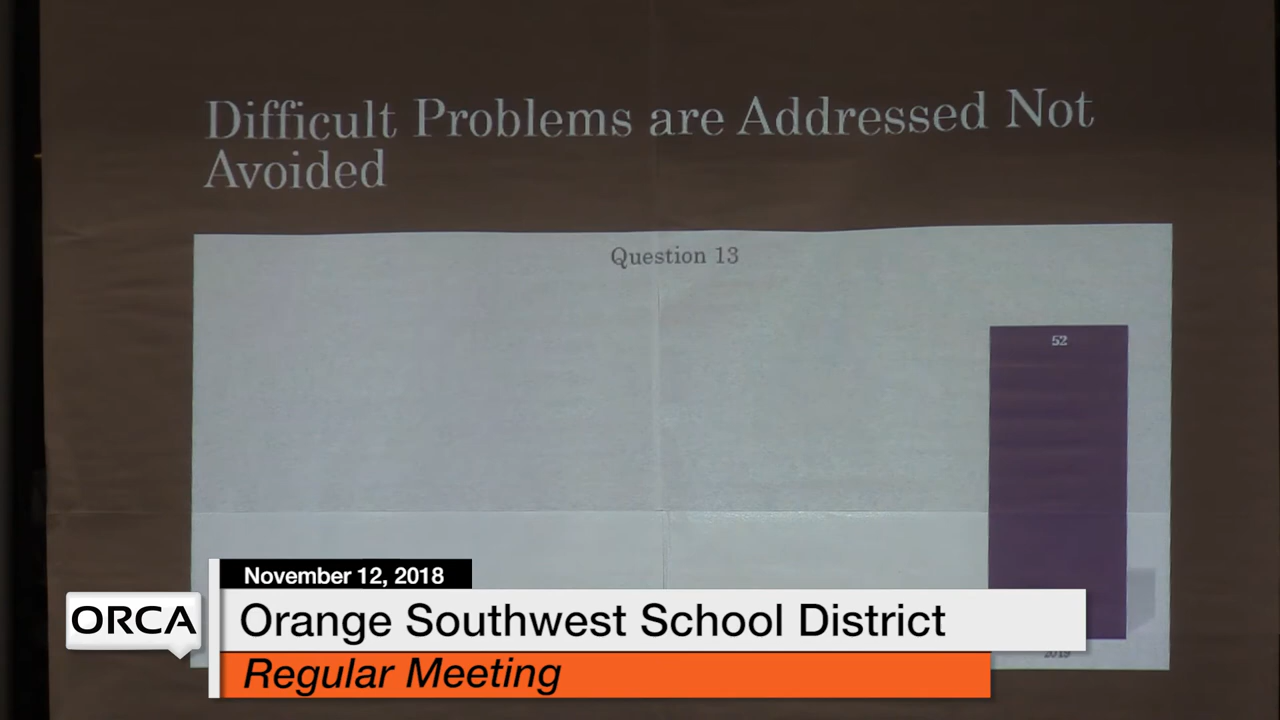 Difficult Problems are Addressed Not
Avoided
Question 13
52
November 12, 2018
ORCA
Orange Southwest School District
Regular Meeting